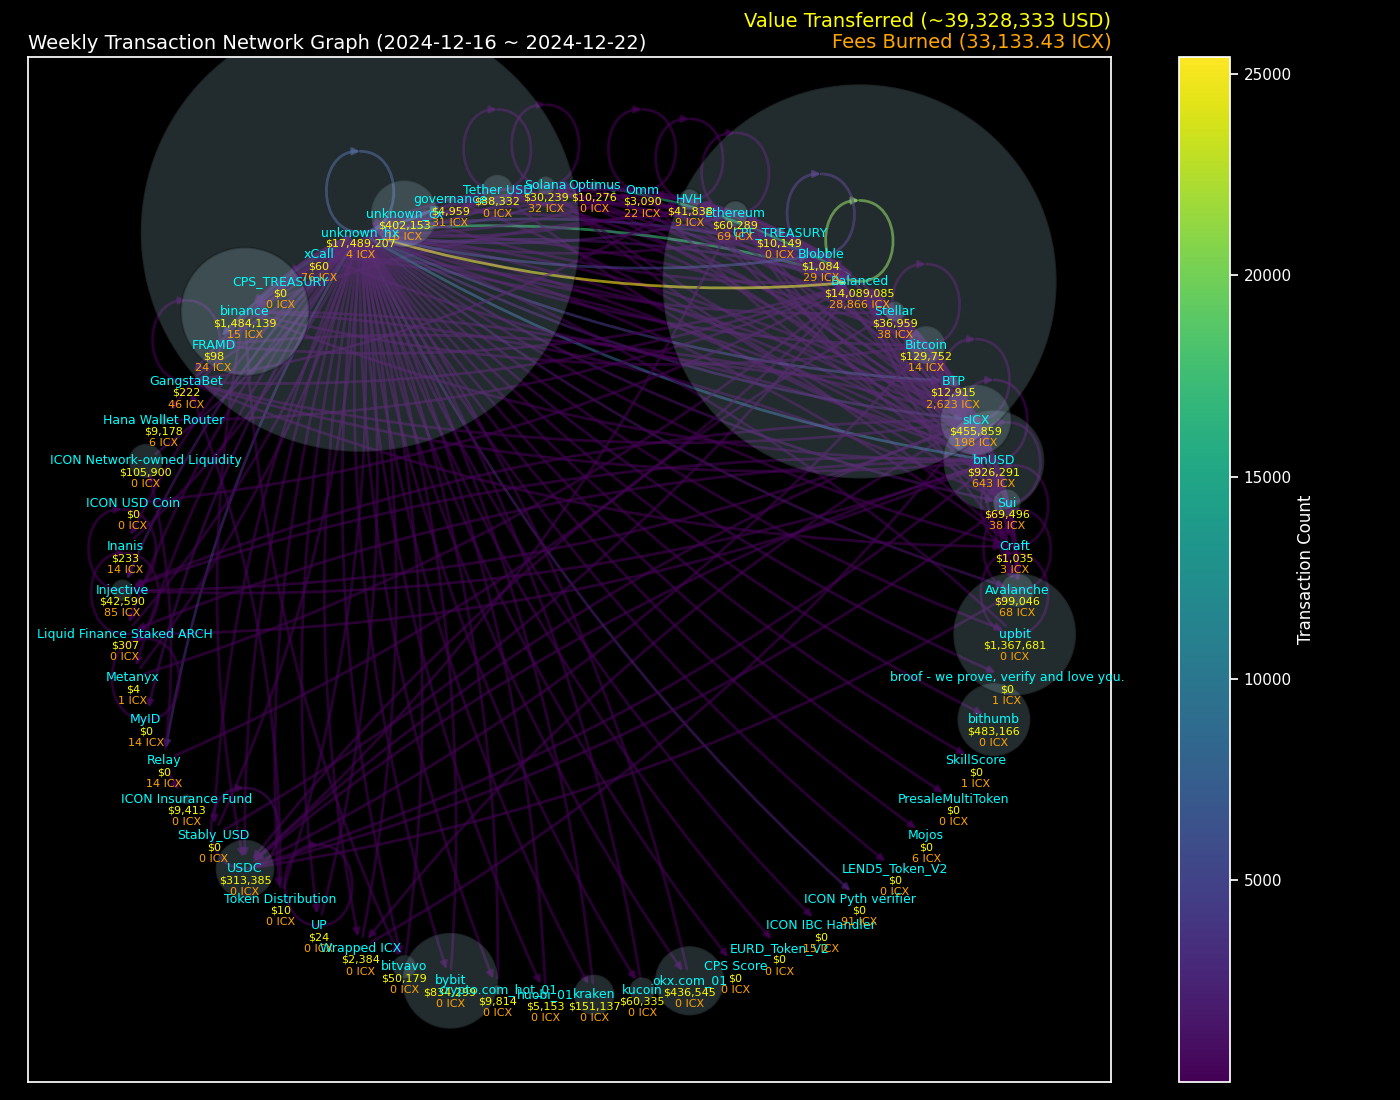 Value Transferred (~39,328,333 USD)
Weekly Transaction Network Graph (2024-12-16 ~ 2024-12-22)
Fees Burned (33,133.43 ICX)
Tether USD
$88,332
0 ICX
Solana
$30,239
32 ICX
Optimus
$10,276
0 ICX
Omm
$3,090
22 ICX
HVH
$41,836
9 ICX
Ethereum
$60,289
69 ICX
$10,149
0 ICX
Blobble
$1,084
29 ICX
Balanced
$14,089,085
28,866 ICX
Stellar
$36,959
38 ICX
Bitcoin
$129,752
14 ICX
BTP
$12,915
2,623 ICX
sICX
$455,859
198 ICX
bnUSD
$926,291
643 ICX
Sui
$69,496
38 ICX
Craft
$1,035
3 ICX
Avalanche
$99,046
68 ICX
upbit
$1,367,681
0 ICX
broof - we prove, verify and love you.
$0
1 ICX
bithumb
$483,166
0 ICX
SkillScore
$0
1 ICX
PresaleMultiToken
$0
0 ICX
Mojos
$0
6 ICX
LEND5_Token_V2
$0
0 ICX
ICON Pyth verifier
$0
91 ICX
ICON IBC Handler
$0
EURD_Token_V2
$0
0 ICX
CPS Score
$0
0 ICX
okx.com_01
$436,545
0 ICX
kucoin
$60,335
0 ICX
kraken
$151,137
0 ICX
huobi_01
$5,153
0 ICX
crypto.com_hot_01
$9,814
0 ICX
bybit
0 ICX
bitvavo
$50,179
0 ICX
Wrapped ICX
$2,384
0 ICX
UP
$24
0 ICX
Token Distribution
$10
0 ICX
USDC
$313,385
0 ICX
Stably_USD
$0
0 ICX
ICON Insurance Fund
$9,413
0 ICX
Relay
$0
14 ICX
MyID
$0
14 ICX
Metanyx
$4
1 ICX
Liquid Finance Staked ARCH
$307
0 ICX
Injective
$42,590
85 ICX
Inanis
$233
14 ICX
ICON USD Coin
$0
0 ICX
ICON Network-owned Liquidity
$105,900
0 ICX
Hana Wallet Router
$9,178
6 ICX
GangstaBet
$222
46 ICX
FRAMD
$98
24 ICX
binance
$1,484,139
15 ICX
CPS_TREASURY
$0
0 ICX
xCall
$60
76 ICX
unknown_hx
$17,489,207
4 ICX
unknown_cx
$402,153
governance
$4,959
31 ICX
25000
20000
15000
10000
5000
Transaction Count